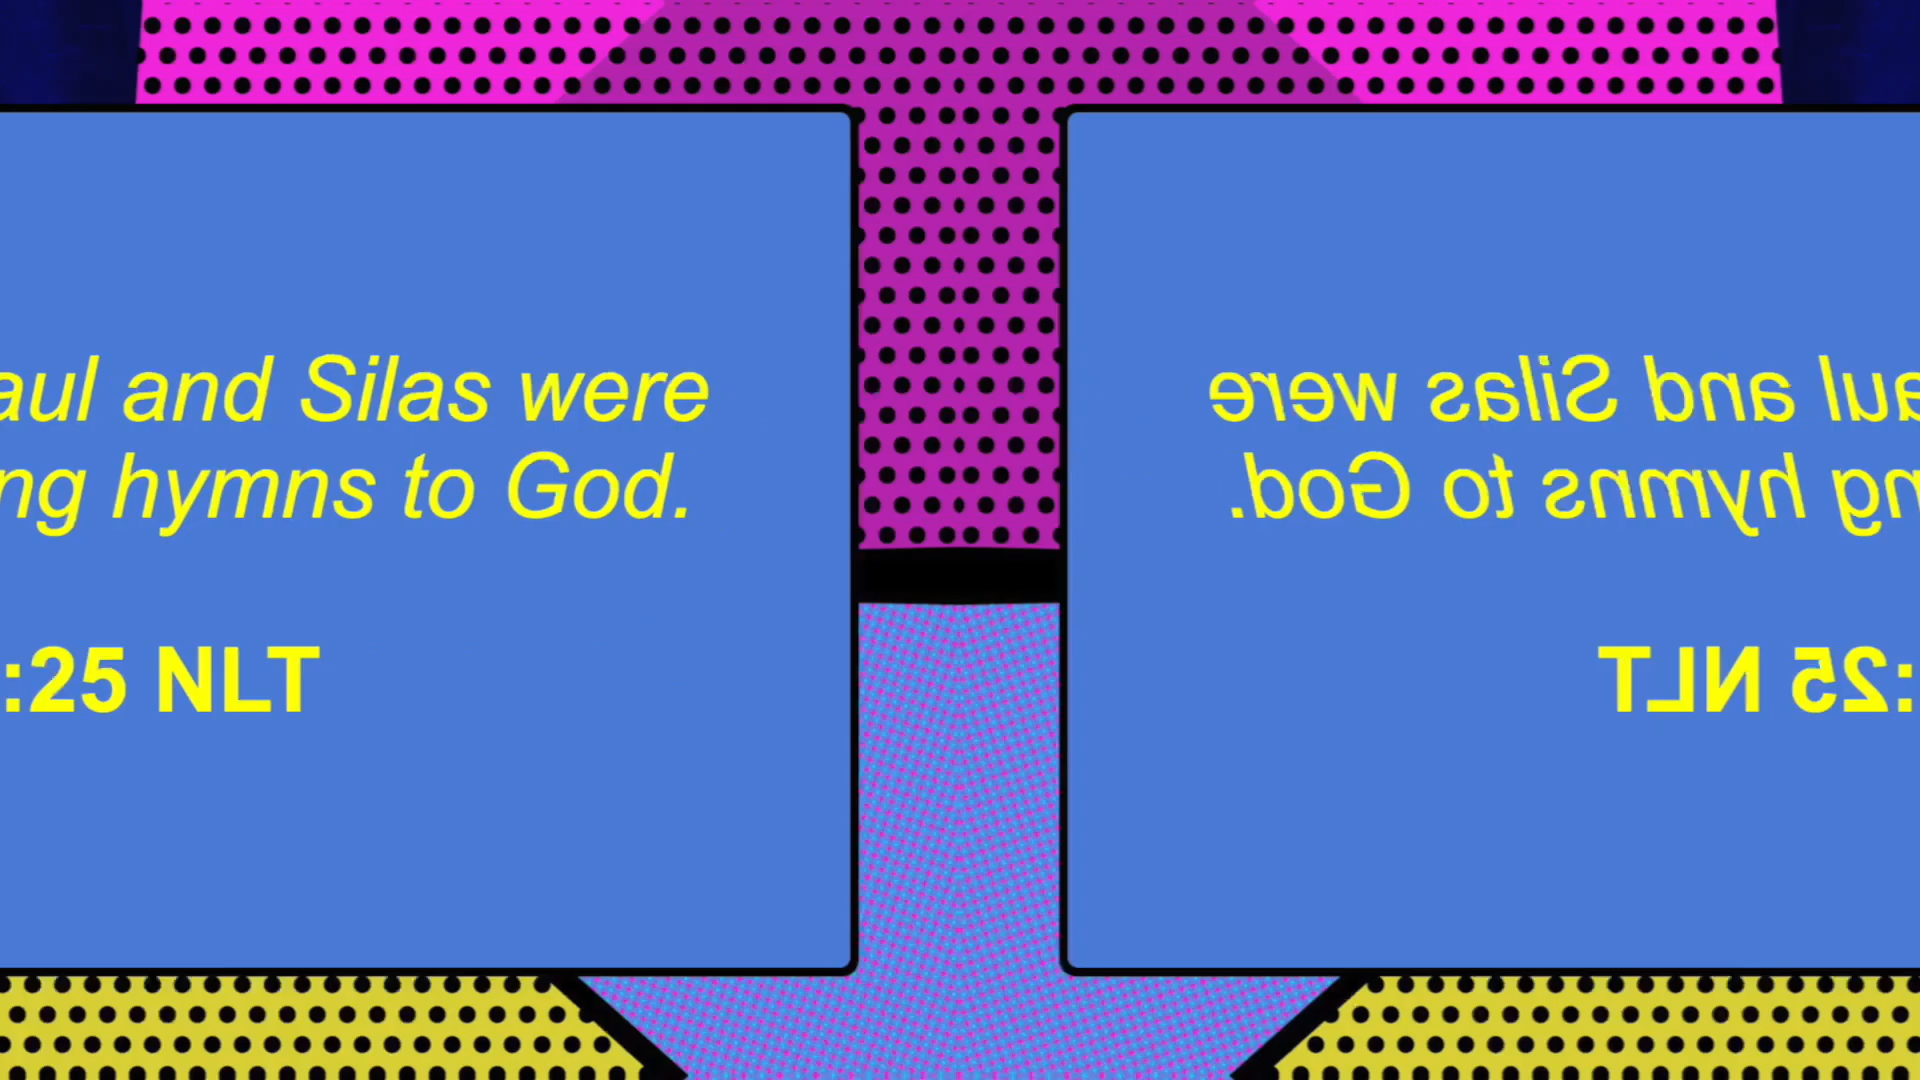 aul and Silas were
ng hymns to God.
:25 NLT
aul and Silas were
ng hymns to God.
:25 NLT